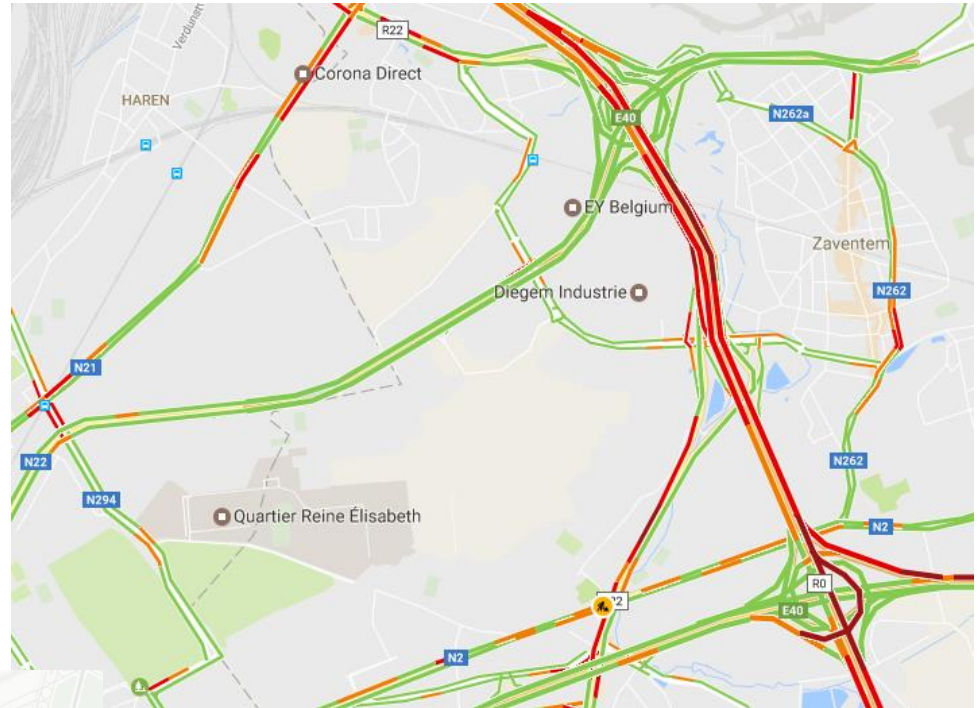 Verdunstr
R22
Corona Direct
HAREN
E40
N262a
EY Belgium
Zaventem
Diegem Industrie
N262
N21
N22
N262
N294
Quartier Reine Élisabeth
N2
R0
E40
N2